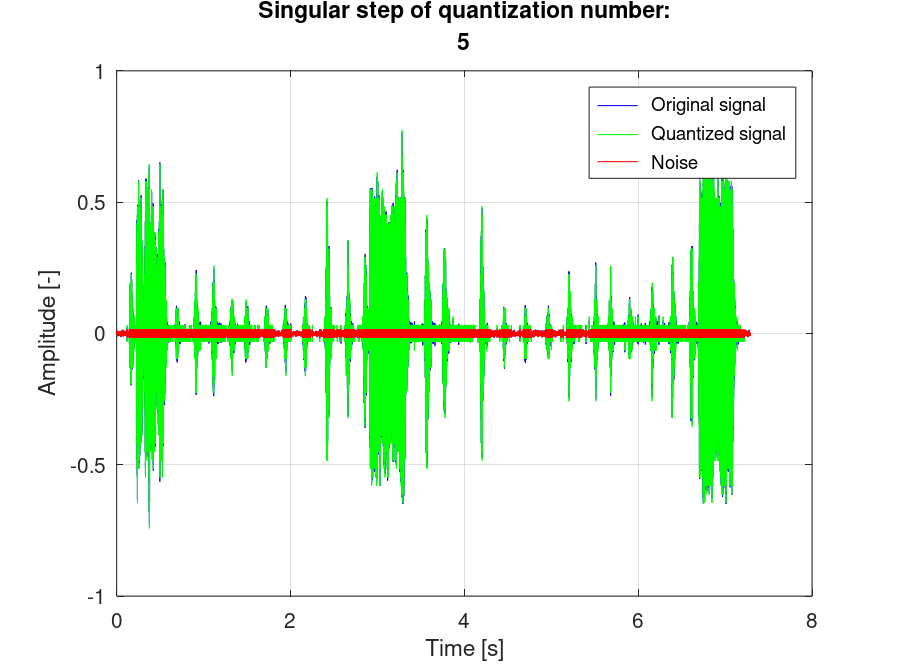 Singular step of quantization number:
5
1
Original signal
Quantized signal
Noise
0.5
0
-0.5
-1
Amplitude [-]
0
2
4
6
8
Time [s]